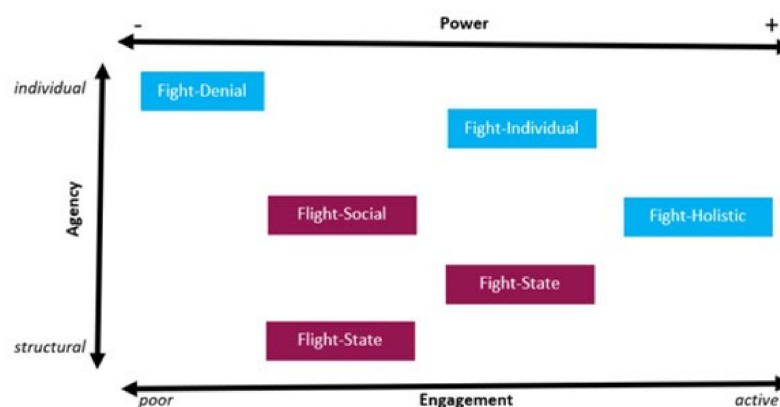 - Power +
individual
Fight-Denial
Fight-Individual
Agency
Flight-Social
Fight-Holistic
Fight-State
Flight-State
structural
poor Engagement active